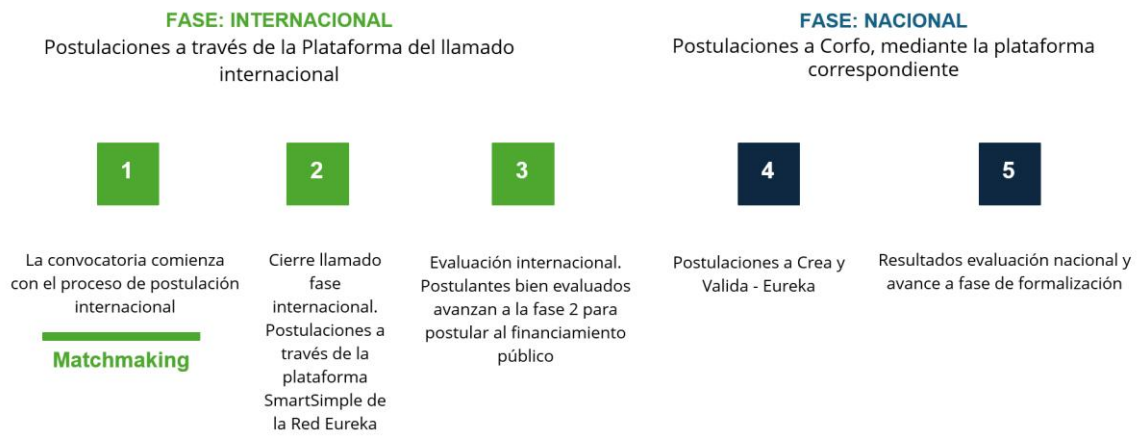 FASE: INTERNACIONAL
Postulaciones a través de la Plataforma del llamado
internacional
FASE: NACIONAL
Postulaciones a Corfo, mediante la plataforma
correspondiente
1
La convocatoria comienza
con el proceso de postulación
internacional
Matchmaking
2
Cierre llamado
fase
internacional.
Postulaciones a
través de la
plataforma
SmartSimple de
la Red Eureka
3
Evaluación internacional.
Postulantes bien evaluados
avanzan a la fase 2 para
postular al financiamiento
público
4
Postulaciones a Crea y
Valida - Eureka
5
Resultados evaluación nacional y
avance a fase de formalización